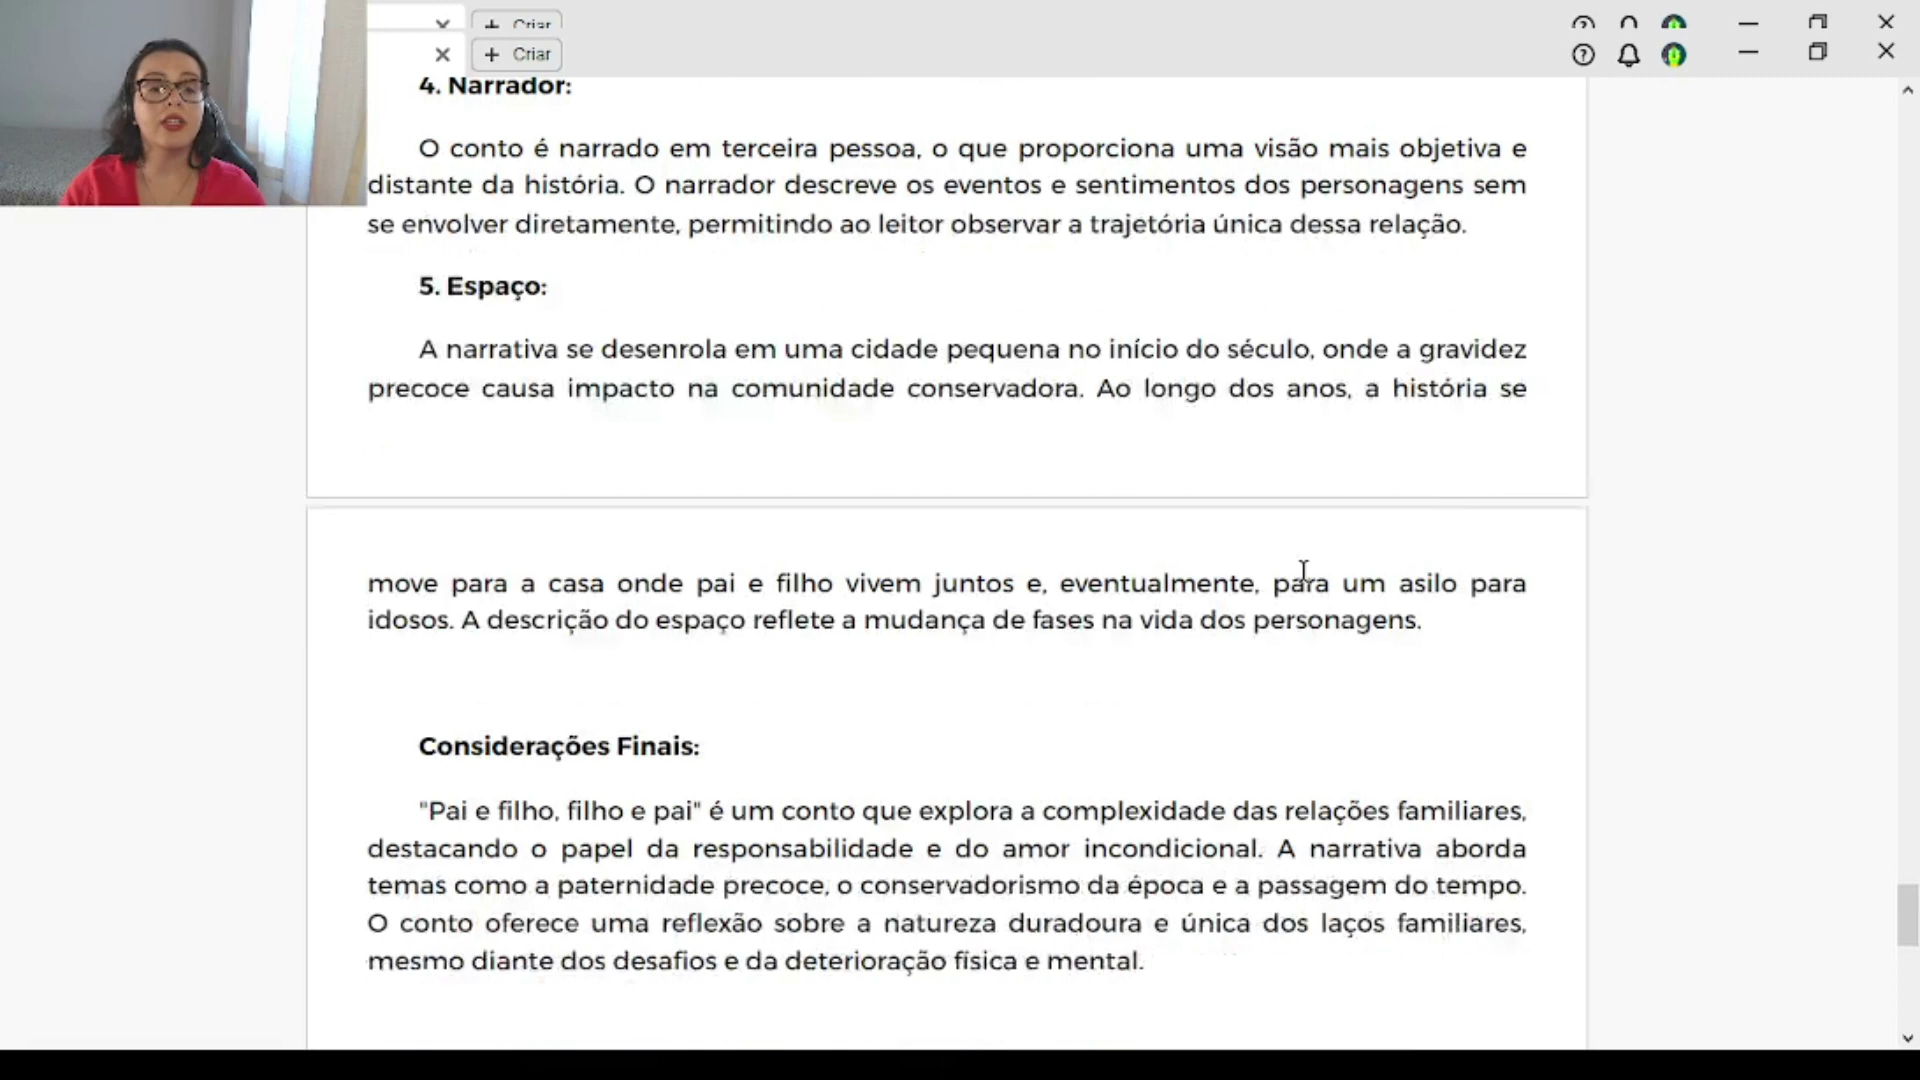 + Criar
+ Criar
4. Narrador:
O conto é narrado em terceira pessoa, o que proporciona uma visão mais objetiva e
distante da história. O narrador descreve os eventos e sentimentos dos personagens sem
se envolver diretamente, permitindo ao leitor observar a trajetória única dessa relação.
5. Espaço:
A narrativa se desenrola em uma cidade pequena no início do século, onde a gravidez
precoce causa impacto na comunidade conservadora. Ao longo dos anos, a história se
move para a casa onde pai e filho vivem juntos e, eventualmente, para um asilo para
idosos. A descrição do espaço reflete a mudança de fases na vida dos personagens.
Considerações Finais:
"Pai e filho, filho e pai" é um conto que explora a complexidade das relações familiares,
destacando o papel da responsabilidade e do amor incondicional. A narrativa aborda
temas como a paternidade precoce, o conservadorismo da época e a passagem do tempo.
O conto oferece uma reflexão sobre a natureza duradoura e única dos laços familiares,
mesmo diante dos desafios e da deterioração física e mental.